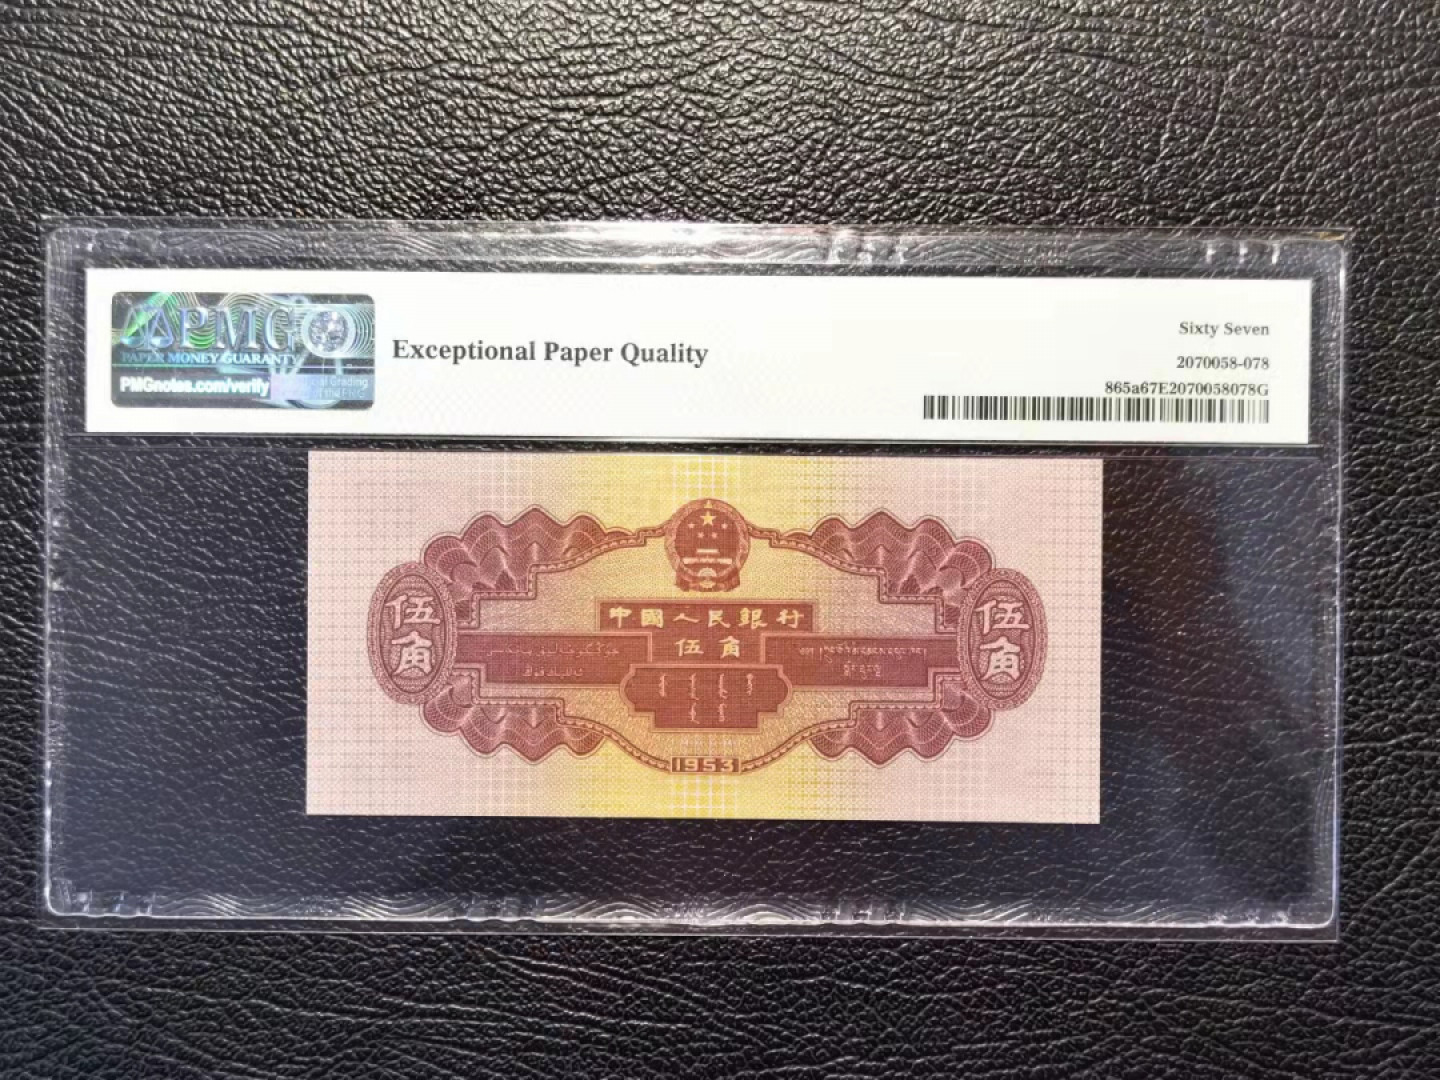 PMG
PAPER MONEY GUARANTY
PMGnotes.com/verify
Exceptional Paper Quality
Sixty Seven
2070058-078
865a67E2070058078G
中國人民銀行
伍角
伍角
伍角
1953